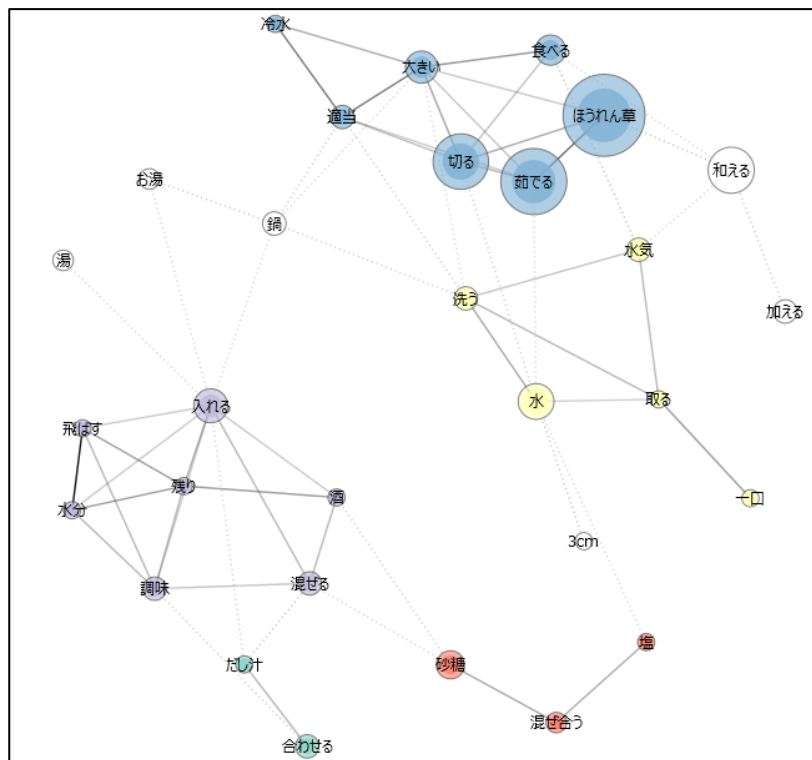 冷水
大きい
食べる
適当
ほうれん草
切る
茹でる
和える
お湯
鍋
水気
湯
洗う
加える
入れる
水
取る
飛ばす
残り
酒
水分
一口
3cm
調味
混ぜる
だし汁
砂糖
塩
混ぜ合う
合わせる